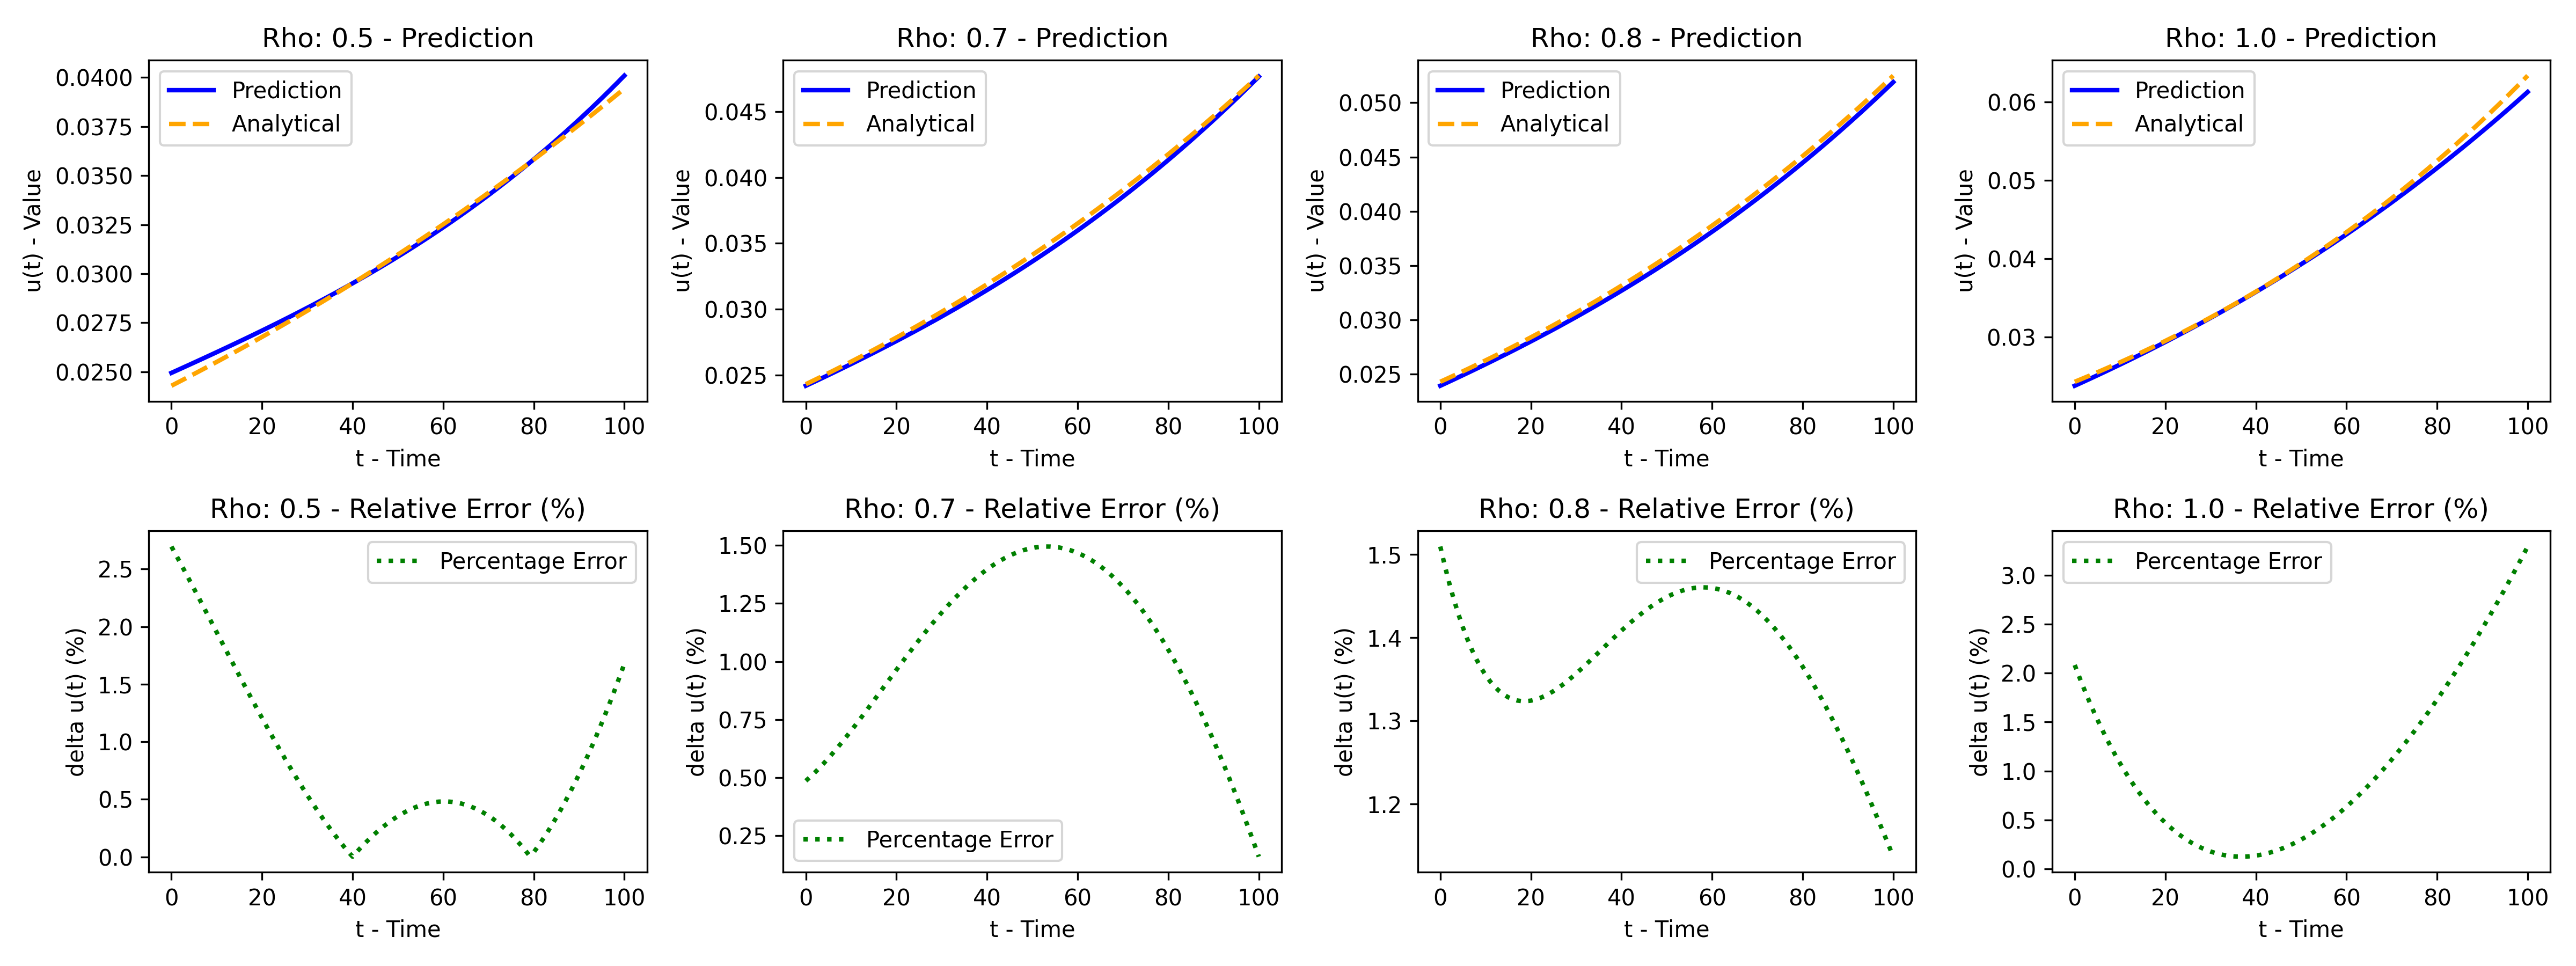 Rho: 0.5 - Prediction
0.0400
0.0375
0.0350
0.0325
0.0300
0.0275
0.0250
u(t) - Value
Prediction
Analytical
0 20 40 60 80 100
t - Time
Rho: 0.7 - Prediction
0.045
0.040
0.035
0.030
0.025
u(t) - Value
Prediction
Analytical
0 20 40 60 80 100
t - Time
Rho: 0.8 - Prediction
0.050
0.045
0.040
0.035
0.030
0.025
u(t) - Value
Prediction
Analytical
0 20 40 60 80 100
t - Time
Rho: 1.0 - Prediction
0.06
0.05
0.04
0.03
u(t) - Value
Prediction
Analytical
0 20 40 60 80 100
t - Time
Rho: 0.5 - Relative Error (%)
2.5
2.0
1.5
1.0
0.5
0.0
delta u(t) (%)
Percentage Error
0 20 40 60 80 100
t - Time
Rho: 0.7 - Relative Error (%)
1.50
1.25
1.00
0.75
0.50
0.25
delta u(t) (%)
Percentage Error
0 20 40 60 80 100
t - Time
Rho: 0.8 - Relative Error (%)
1.5
1.4
1.3
1.2
delta u(t) (%)
Percentage Error
0 20 40 60 80 100
t - Time
Rho: 1.0 - Relative Error (%)
3.0
2.5
2.0
1.5
1.0
0.5
0.0
delta u(t) (%)
Percentage Error
0 20 40 60 80 100
t - Time